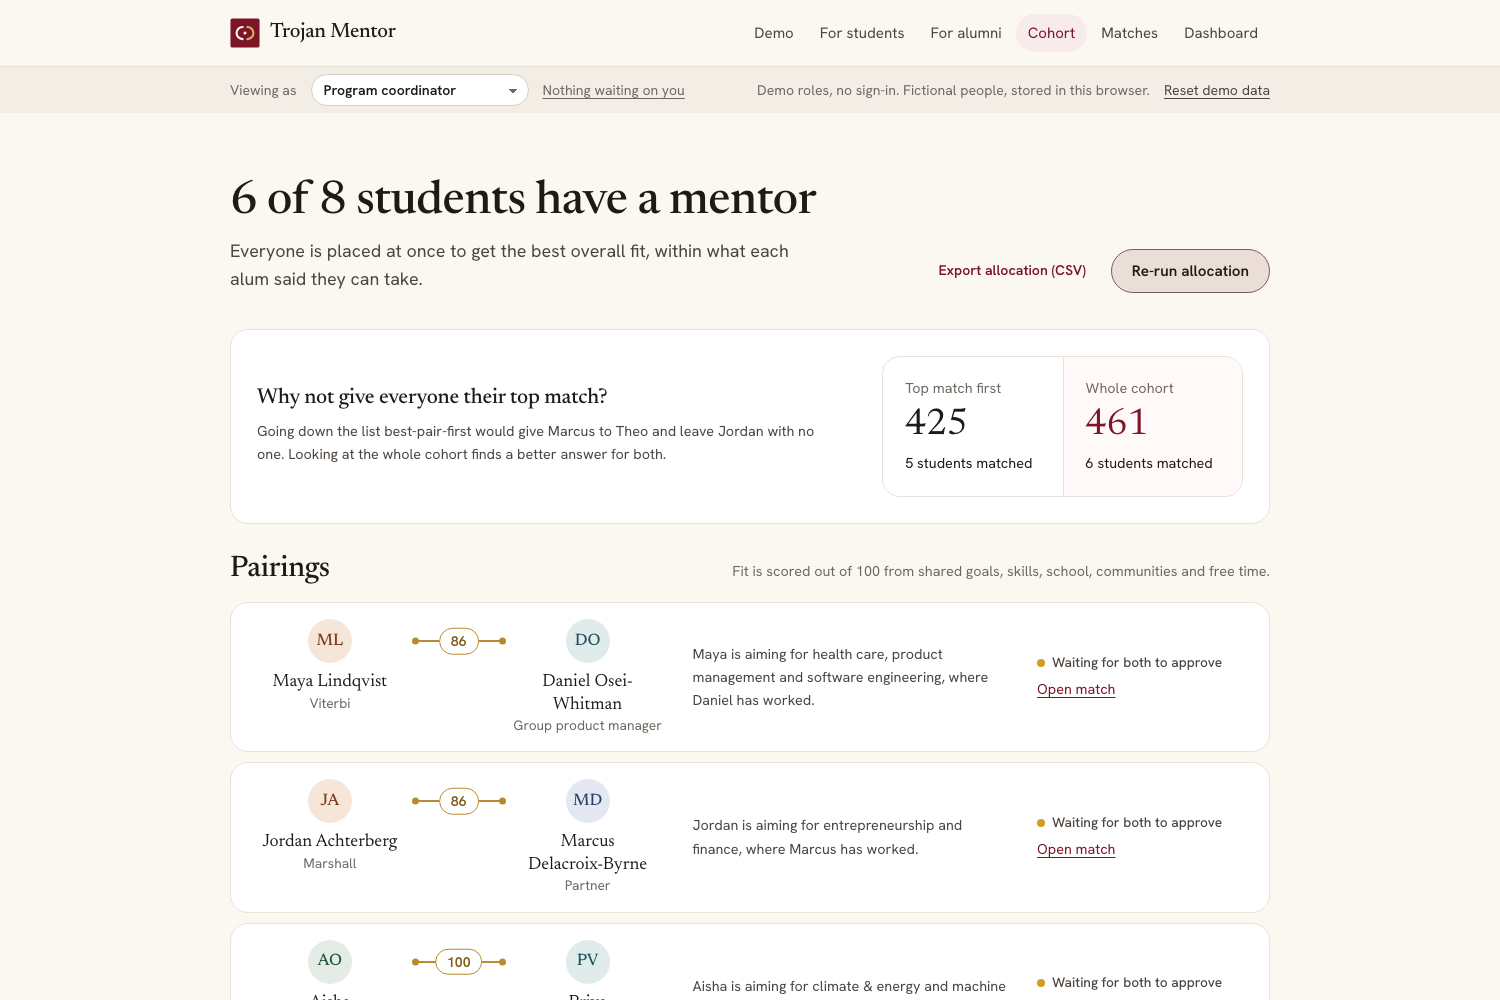 Trojan Mentor
Demo
For students
For alumni
Cohort
Matches
Dashboard
Viewing as
Program coordinator
Nothing waiting on you
Demo roles, no sign-in. Fictional people, stored in this browser.
Reset demo data
6 of 8 students have a mentor
Everyone is placed at once to get the best overall fit, within what each
alum said they can take.
Export allocation (CSV)
Re-run allocation
Why not give everyone their top match?
Going down the list best-pair-first would give Marcus to Theo and leave Jordan with no
one. Looking at the whole cohort finds a better answer for both.
Top match first
425
5 students matched
Whole cohort
461
6 students matched
Pairings
Fit is scored out of 100 from shared goals, skills, school, communities and free time.
ML
Maya Lindqvist
Viterbi
86
DO
Daniel Osei-
Whitman
Group product manager
Maya is aiming for health care, product
management and software engineering, where
Daniel has worked.
Waiting for both to approve
Open match
JA
Jordan Achterberg
Marshall
86
MD
Marcus
Delacroix-Byrne
Partner
Jordan is aiming for entrepreneurship and
finance, where Marcus has worked.
Waiting for both to approve
Open match
AO
100
PV
Aisha is aiming for climate & energy and machine
Waiting for both to approve